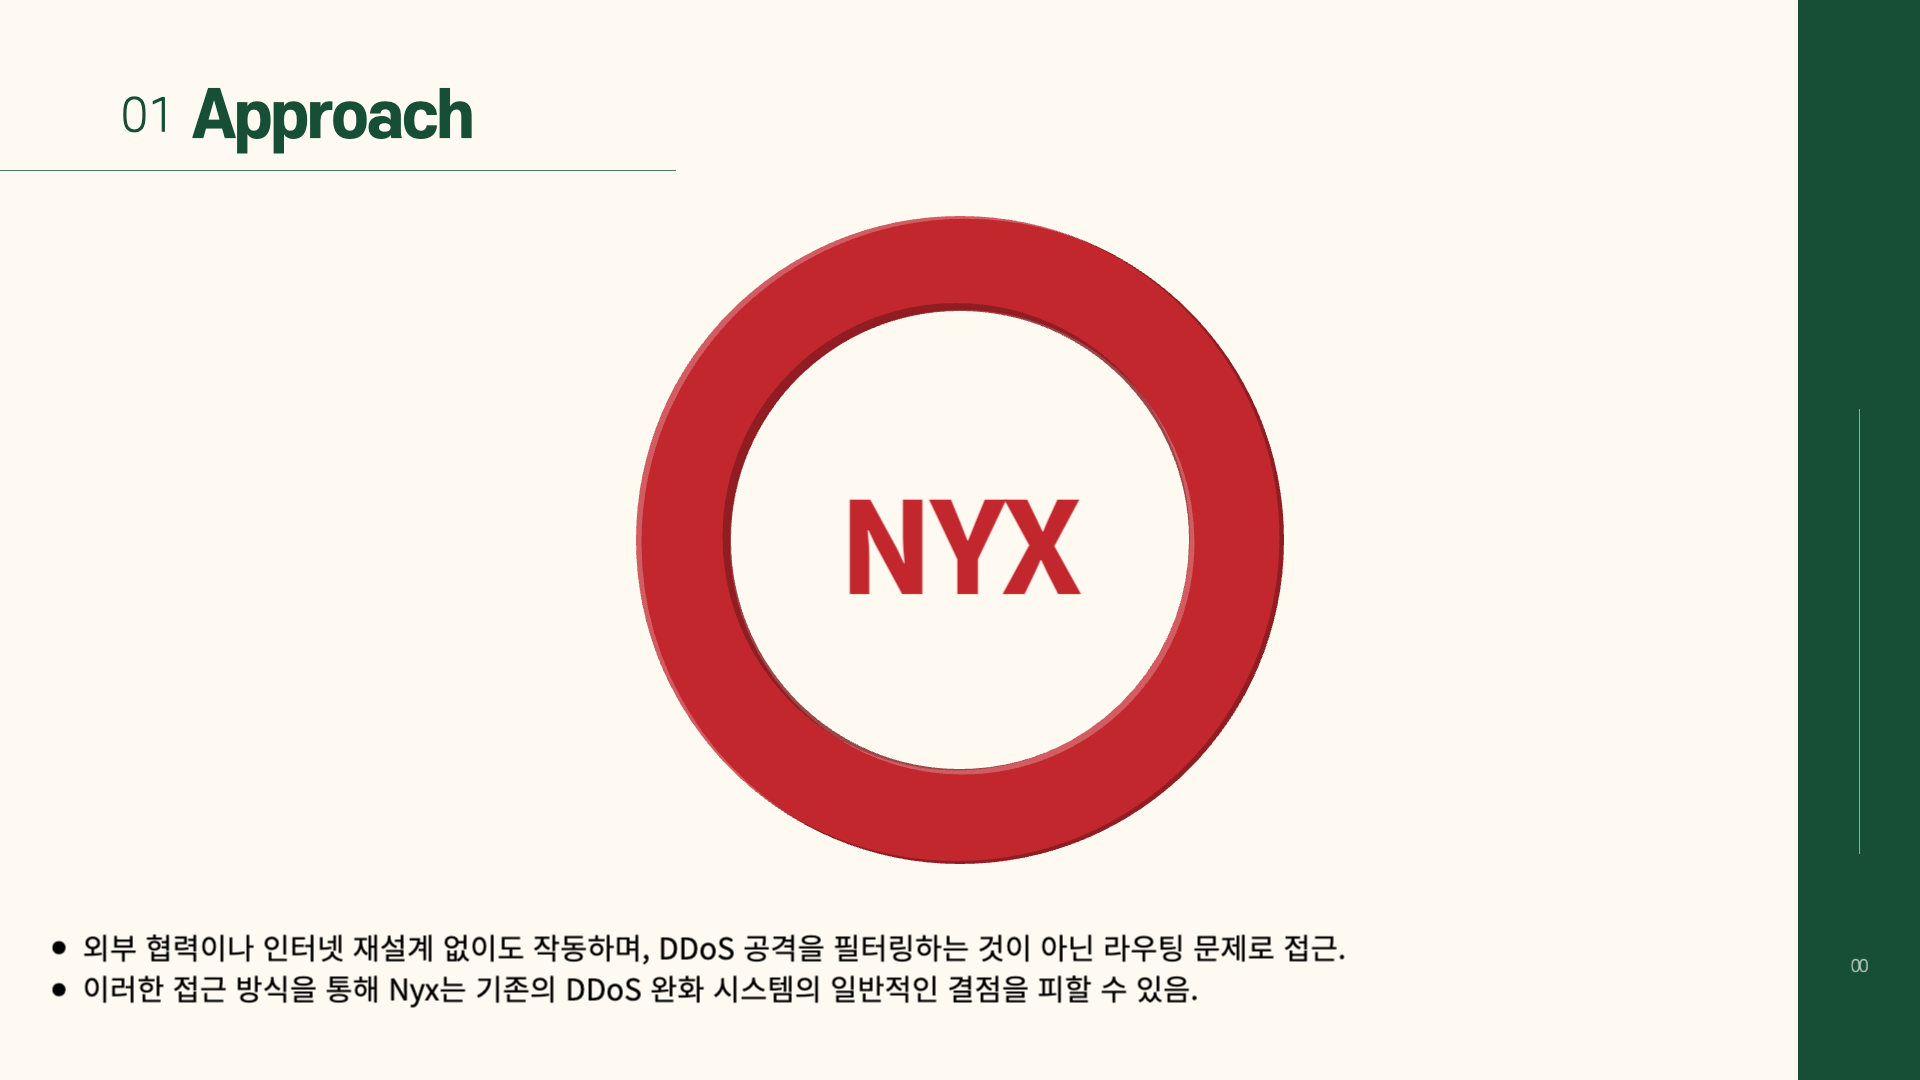 01 Approach
NYX
● 외부 협력이나 인터넷 재설계 없이도 작동하며, DDoS 공격을 필터링하는 것이 아닌 라우팅 문제로 접근.
● 이러한 접근 방식을 통해 Nyx는 기존의 DDoS 완화 시스템의 일반적인 결점을 피할 수 있음.
00